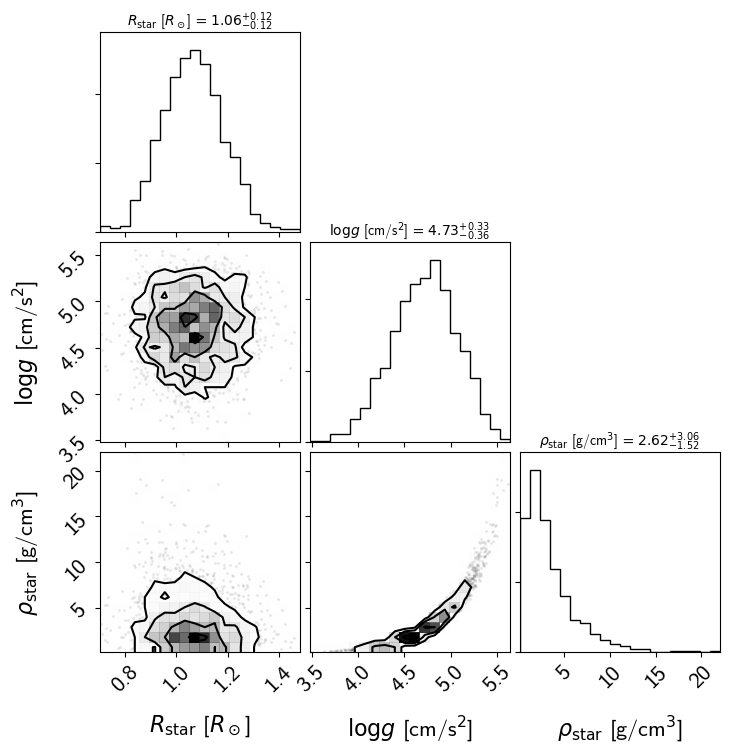 R_star [R_⊙] = 1.06^{+0.12}_{-0.12}
log g [cm/s²] = 4.73^{+0.33}_{-0.36}
5.5
5.0
4.5
4.0
3.5
log g [cm/s²]
ρ_star [g/cm³] = 2.62^{+3.06}_{-1.52}
20
15
10
5
ρ_star [g/cm³]
0.8 1.0 1.2 1.4 3.5 4.0 4.5 5.0 5.5 5 10 15 20
R_star [R_⊙] log g [cm/s²] ρ_star [g/cm³]